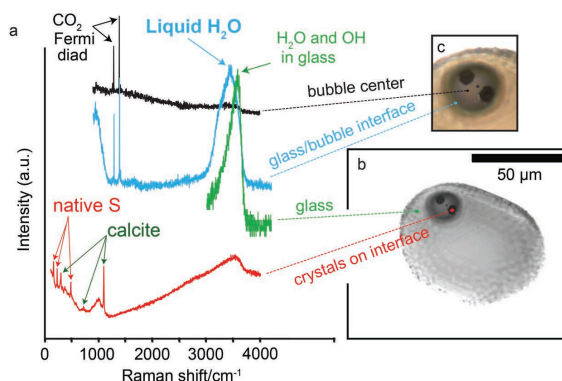 a
CO₂
Fermi
diad
Liquid H₂O
H₂O and OH
in glass
c
bubble center
glass/bubble interface
b
50 µm
glass
crystals on interface
native S
calcite
Intensity (a.u.)
0 1000 1000 2000 3000 4000
Raman shift/cm⁻¹